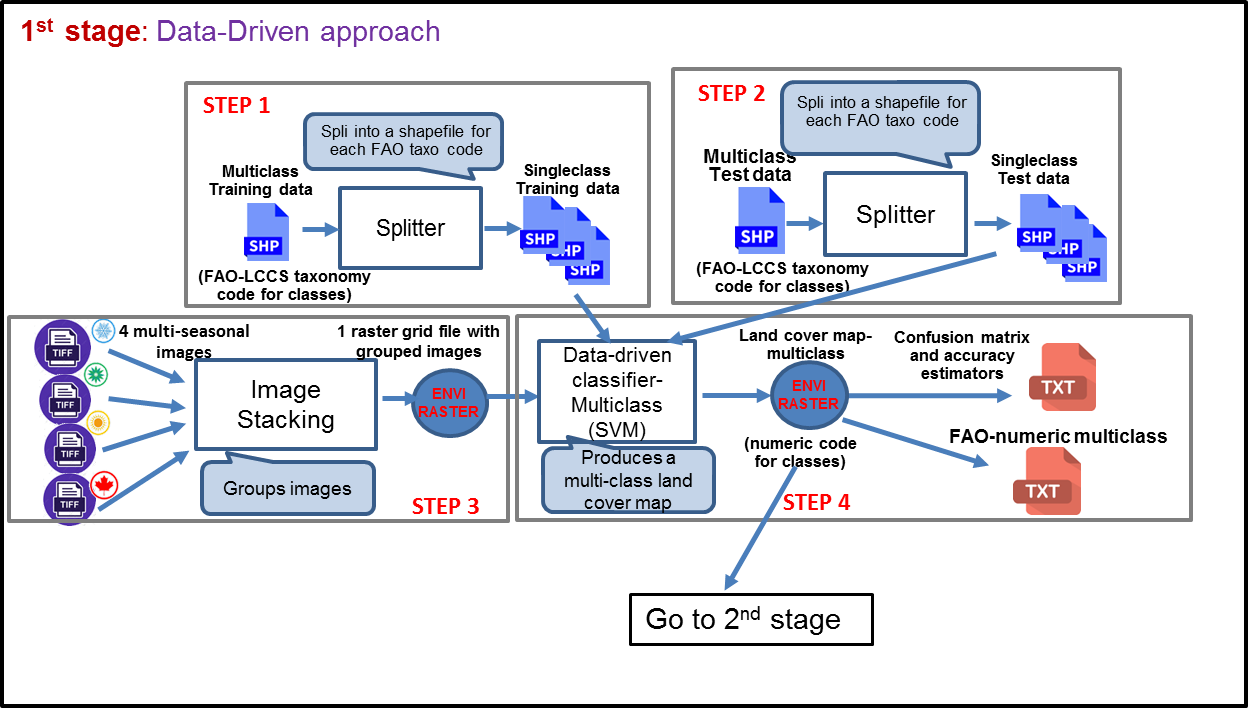 1st stage: Data-Driven approach
STEP 1
Spli into a shapefile for
each FAO taxo code
Multiclass
Training data
SHP
(FAO-LCCS taxonomy
code for classes)
Splitter
Singleclass
Training data
SHP
SHP
SHP
STEP 2
Spli into a shapefile for
each FAO taxo code
Multiclass
Test data
SHP
(FAO-LCCS taxonomy
code for classes)
Splitter
Singleclass
Test data
SHP
SHP
SHP
TIFF
TIFF
TIFF
TIFF
4 multi-seasonal
images
Image
Stacking
Groups images
1 raster grid file with
grouped images
ENVI
RASTER
STEP 3
Data-driven
classifier-
Multiclass
(SVM)
Produces a
multi-class land
cover map
Land cover map-
multiclass
ENVI
RASTER
(numeric code
for classes)
STEP 4
Confusion matrix
and accuracy
estimators
TXT
FAO-numeric multiclass
TXT
Go to 2nd stage